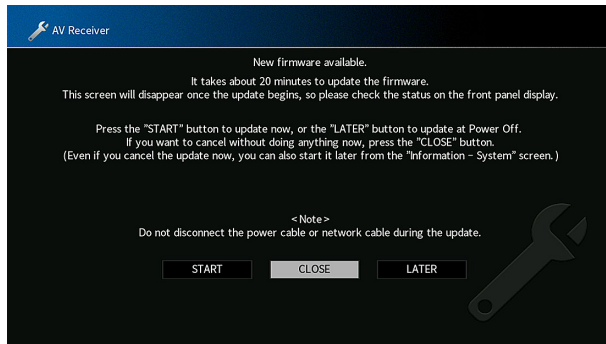 AV Receiver
New firmware available.
It takes about 20 minutes to update the firmware.
This screen will disappear once the update begins, so please check the status on the front panel display.
Press the "START" button to update now, or the "LATER" button to update at Power Off.
If you want to cancel without doing anything now, press the "CLOSE" button.
(Even if you cancel the update now, you can also start it later from the "Information – System" screen.)
<Note>
Do not disconnect the power cable or network cable during the update.
START CLOSE LATER